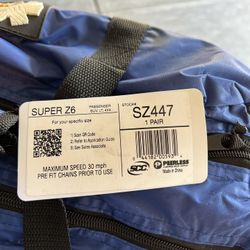 SUPER Z6
PASSENGER
SUV, LT, 4X4
For your specific size
1) Scan QR Code
2) Refer to Application Guide
3) See Sales Associate
MAXIMUM SPEED 30 mph
PRE FIT CHAINS PRIOR TO USE
STOCK#
SZ447
1 PAIR
SCC
PEERLESS
Made in China